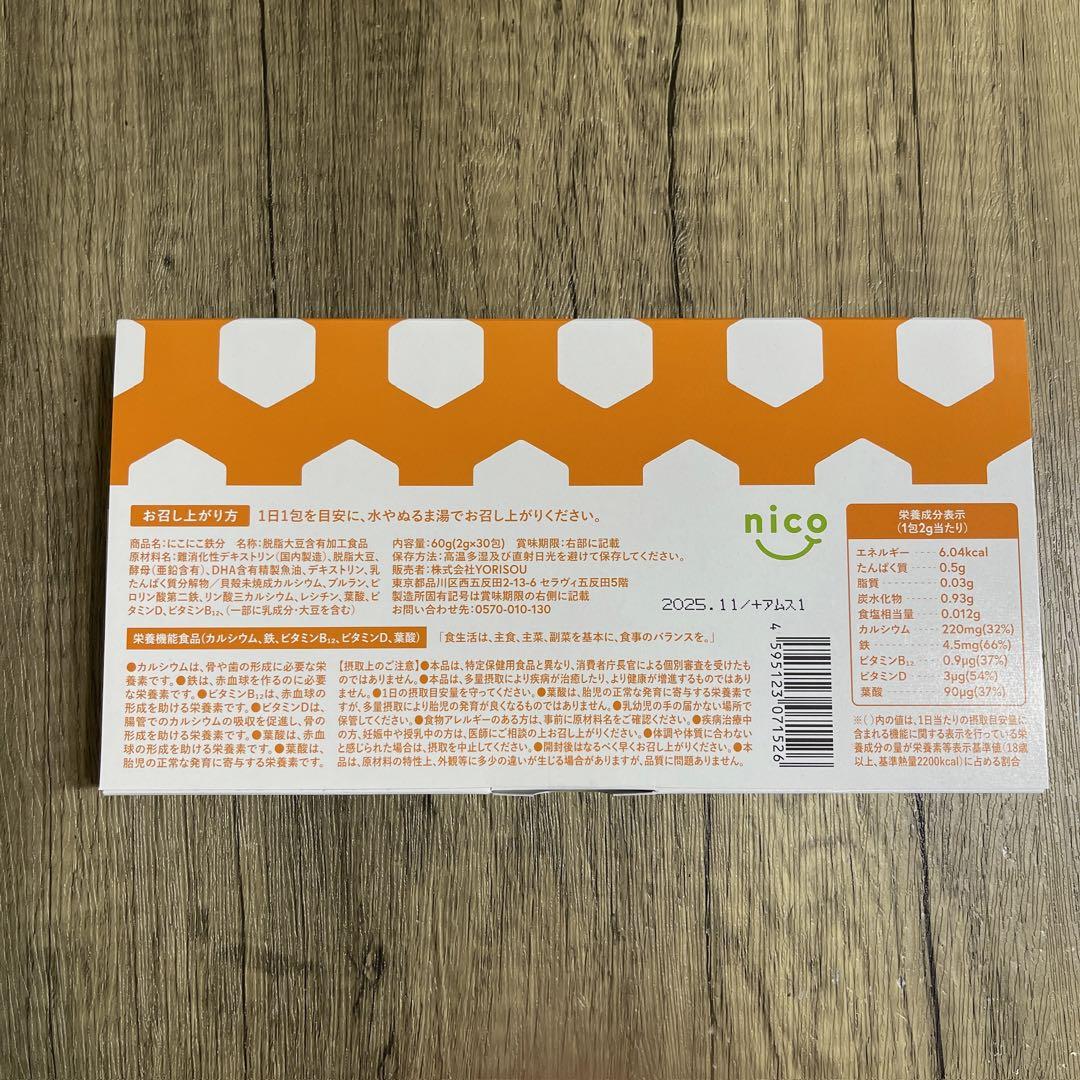 お召し上がり方 1日1包を目安に、水やぬるま湯でお召し上がりください。
商品名:にこにこ鉄分 名称:脱脂大豆含有加工食品
原材料名:難消化性デキストリン(国内製造)、脱脂大豆、
酵母(亜鉛含有)、DHA含有精製魚油、デキストリン、乳
たんぱく質分解物/貝殻未焼成カルシウム、プルラン、ピ
ロリン酸第二鉄、リン酸三カルシウム、レシチン、葉酸、ビ
タミンD、ビタミンB₁₂、(一部に乳成分・大豆を含む)
内容量:60g(2g×30包) 賞味期限:右部に記載
保存方法:高温多湿及び直射日光を避けて保存してください。
販売者:株式会社YORISOU
東京都品川区西五反田2-13-6 セラヴィ五反田5階
製造所固有記号は賞味期限の右側に記載
お問い合わせ先:0570-010-130
栄養機能食品(カルシウム、鉄、ビタミンB₁₂、ビタミンD、葉酸) 「食生活は、主食、主菜、副菜を基本に、食事のバランスを。」
●カルシウムは、骨や歯の形成に必要な栄
養素です。●鉄は、赤血球を作るのに必要
な栄養素です。●ビタミンB₁₂は、赤血球の
形成を助ける栄養素です。●ビタミンDは、
腸管でのカルシウムの吸収を促進し、骨の
形成を助ける栄養素です。●葉酸は、赤血
球の形成を助ける栄養素です。●葉酸は、
胎児の正常な発育に寄与する栄養素です。
【摂取上のご注意】●本品は、特定保健用食品と異なり、消費者庁長官による個別審査を受けたも
のではありません。●本品は、多量摂取により疾病が治癒したり、より健康が増進するものではあり
ません。●1日の摂取目安量を守ってください。●葉酸は、胎児の正常な発育に寄与する栄養素で
すが、多量摂取により胎児の発育が良くなるものではありません。●乳幼児の手の届かない場所で
保管してください。●食物アレルギーのある方は、事前に原材料名をご確認ください。●疾病治療中
の方、妊娠中や授乳中の方は、医師にご相談の上お召し上がりください。●体調や体質に合わない
と感じられた場合は、摂取を中止してください。●開封後はなるべく早くお召し上がりください。●本
品は、原材料の特性上、外観等に多少の違いが生じる場合がありますが、品質に問題ありません。
nico
2025.11/+アムス1
4 595123 071526
栄養成分表示
(1包2g当たり)
エネルギー 6.04kcal
たんぱく質 0.5g
脂質 0.03g
炭水化物 0.93g
食塩相当量 0.012g
カルシウム 220mg(32%)
鉄 4.5mg(66%)
ビタミンB₁₂ 0.9μg(37%)
ビタミンD 3μg(54%)
葉酸 90μg(37%)
※( )内の値は、1日当たりの摂取目安量に
含まれる機能に関する表示を行っている
栄養成分の量が栄養素等表示基準値(18歳
以上、基準熱量2200kcal)に占める割合